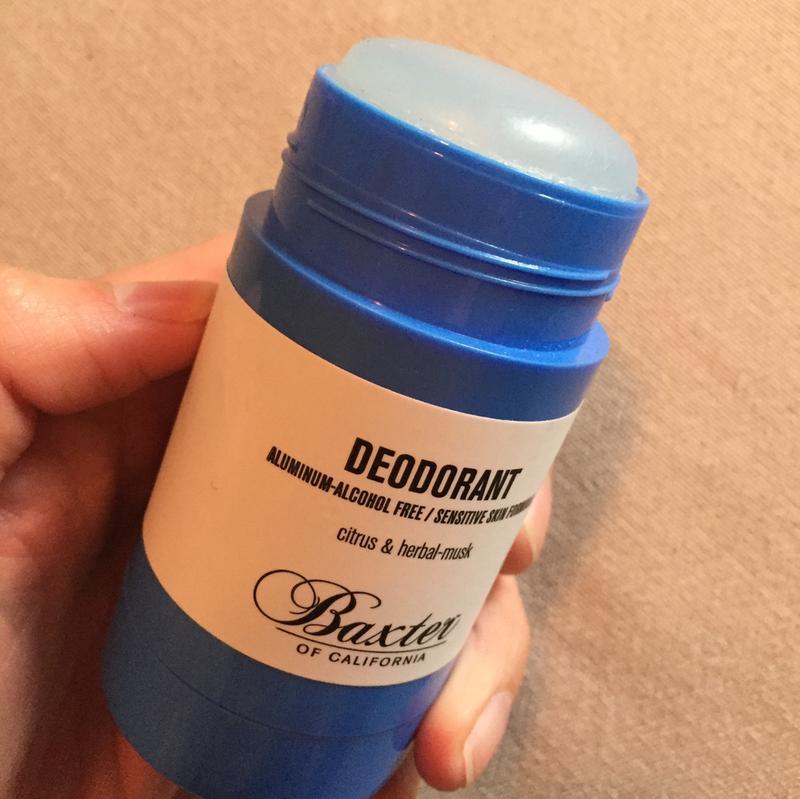 DEODORANT
ALUMINUM-ALCOHOL FREE / SENSITIVE SKIN
citrus & herbal-musk
Baxter
OF CALIFORNIA